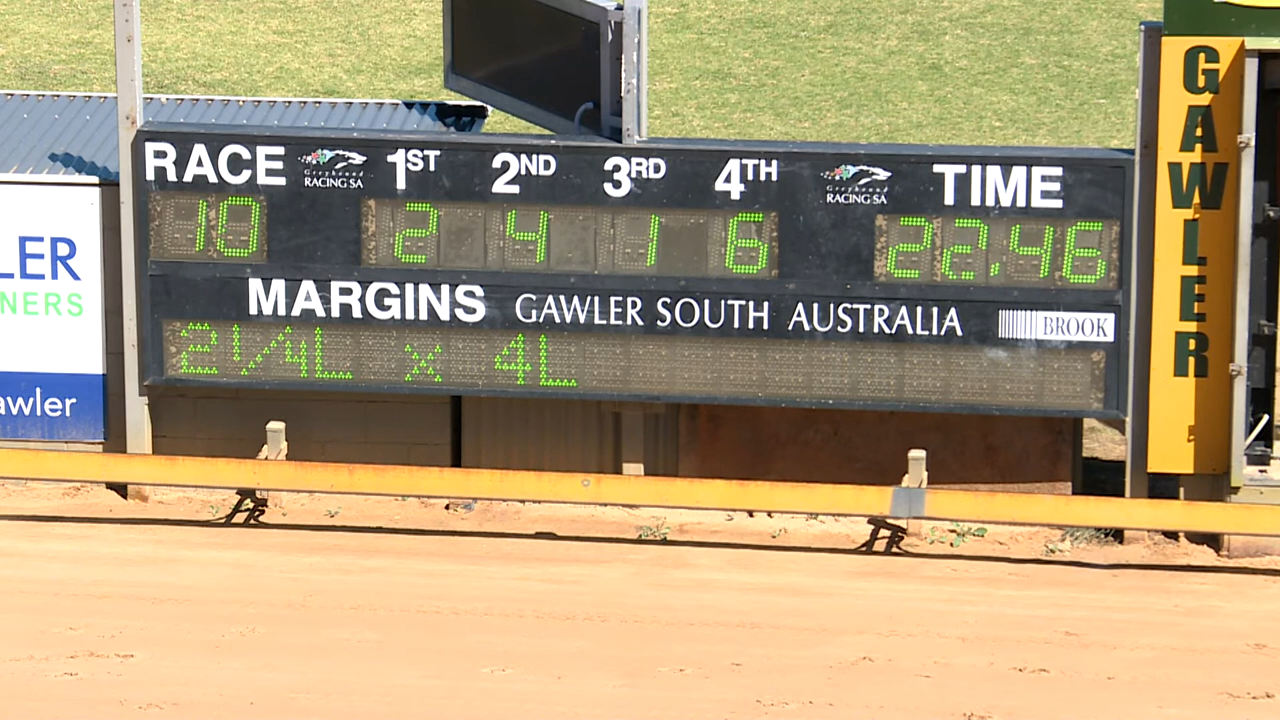 RACE Greyhound RACING SA 1ST 2ND 3RD 4TH Greyhound RACING SA TIME
10 2 4 1 6 22.46
MARGINS GAWLER SOUTH AUSTRALIA BROOK
2 1/4L x 4L
LER
NERS
awler
GAWLER